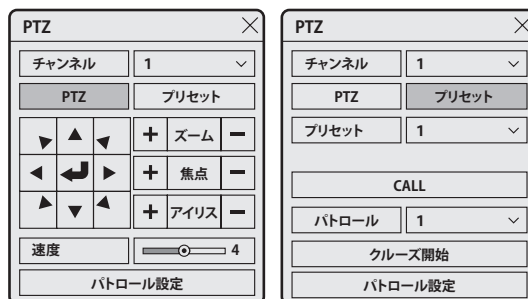 PTZ
チャンネル 1
PTZ プリセット
+ ズーム −
+ 焦点 −
+ アイリス −
速度 4
パトロール設定
PTZ
チャンネル 1
PTZ プリセット
プリセット 1
CALL
パトロール 1
クルーズ開始
パトロール設定